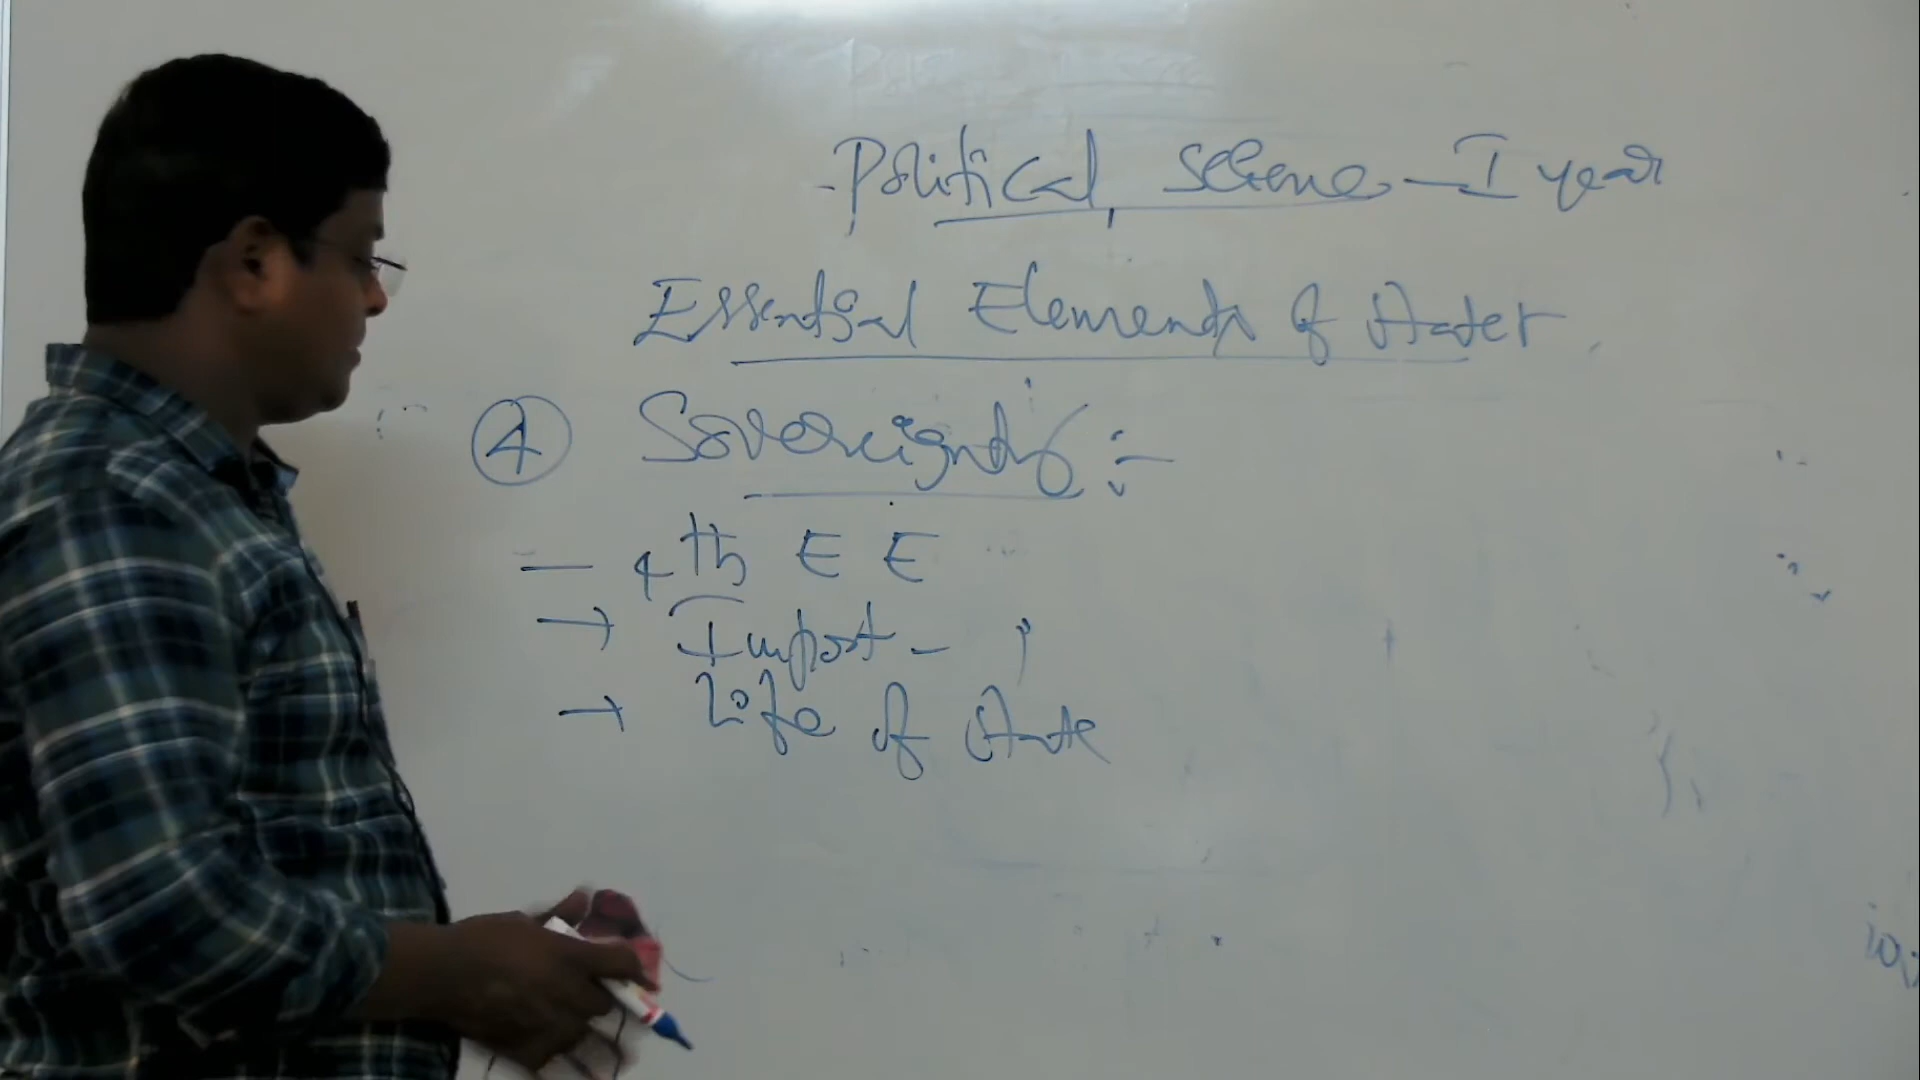 Political Science - I year
Essential Elements of State
④ Sovereignty :-
- 4th E E
→ Import -
→ Life of State